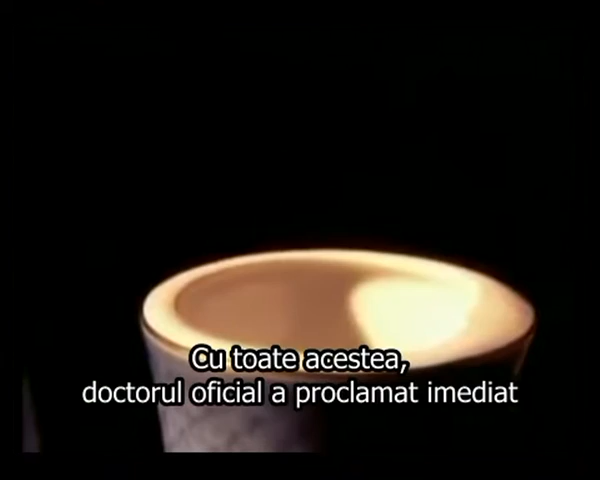 Cu toate acestea,
doctorul oficial a proclamat imediat